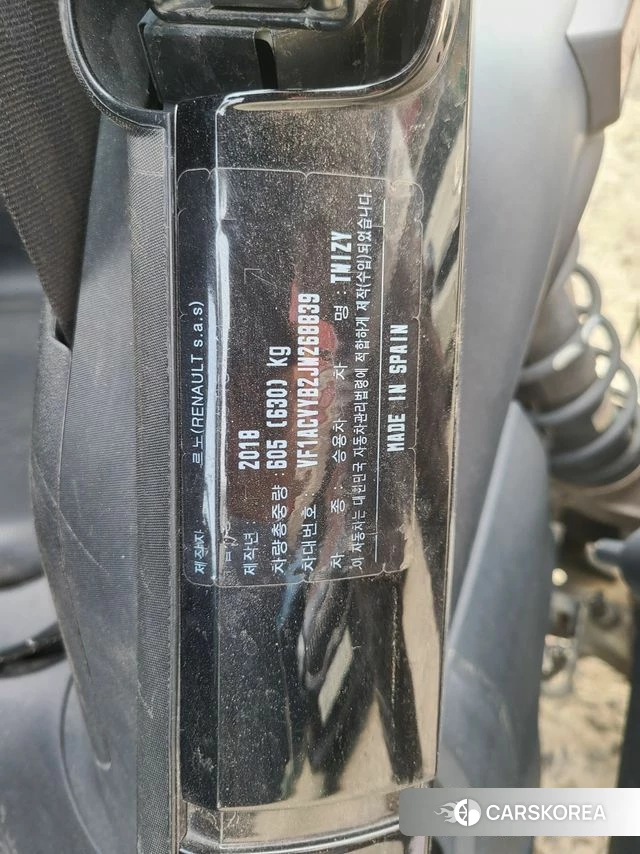 제작자 : 르노(RENAULT s.a.s)
제작년 : 2018
차량총중량 : 605 (630) Kg
차대번호 : VF1ACVYB2JW268839
차 종 : 승용차 차 명 : TWIZY
이 자동차는 대한민국 자동차관리법령에 적합하게 제작(수입)되었습니다.
MADE IN SPAIN
CARSKOREA